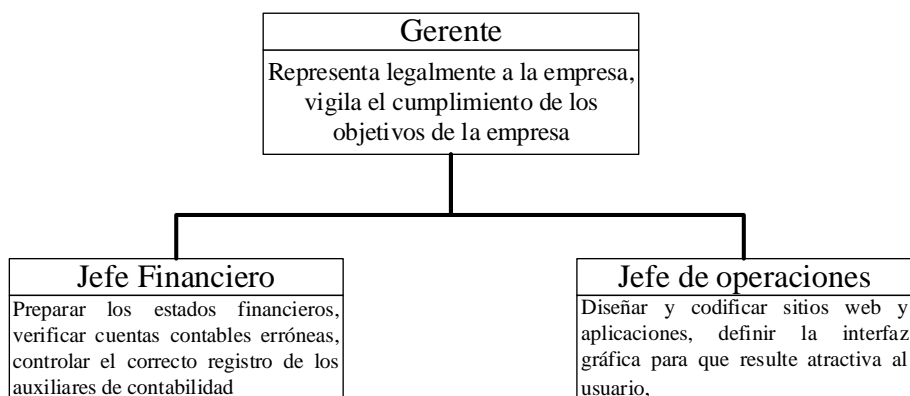 Gerente
Representa legalmente a la empresa,
vigila el cumplimiento de los
objetivos de la empresa
Jefe Financiero
Preparar los estados financieros,
verificar cuentas contables erróneas,
controlar el correcto registro de los
auxiliares de contabilidad
Jefe de operaciones
Diseñar y codificar sitios web y
aplicaciones, definir la interfaz
gráfica para que resulte atractiva al
usuario,